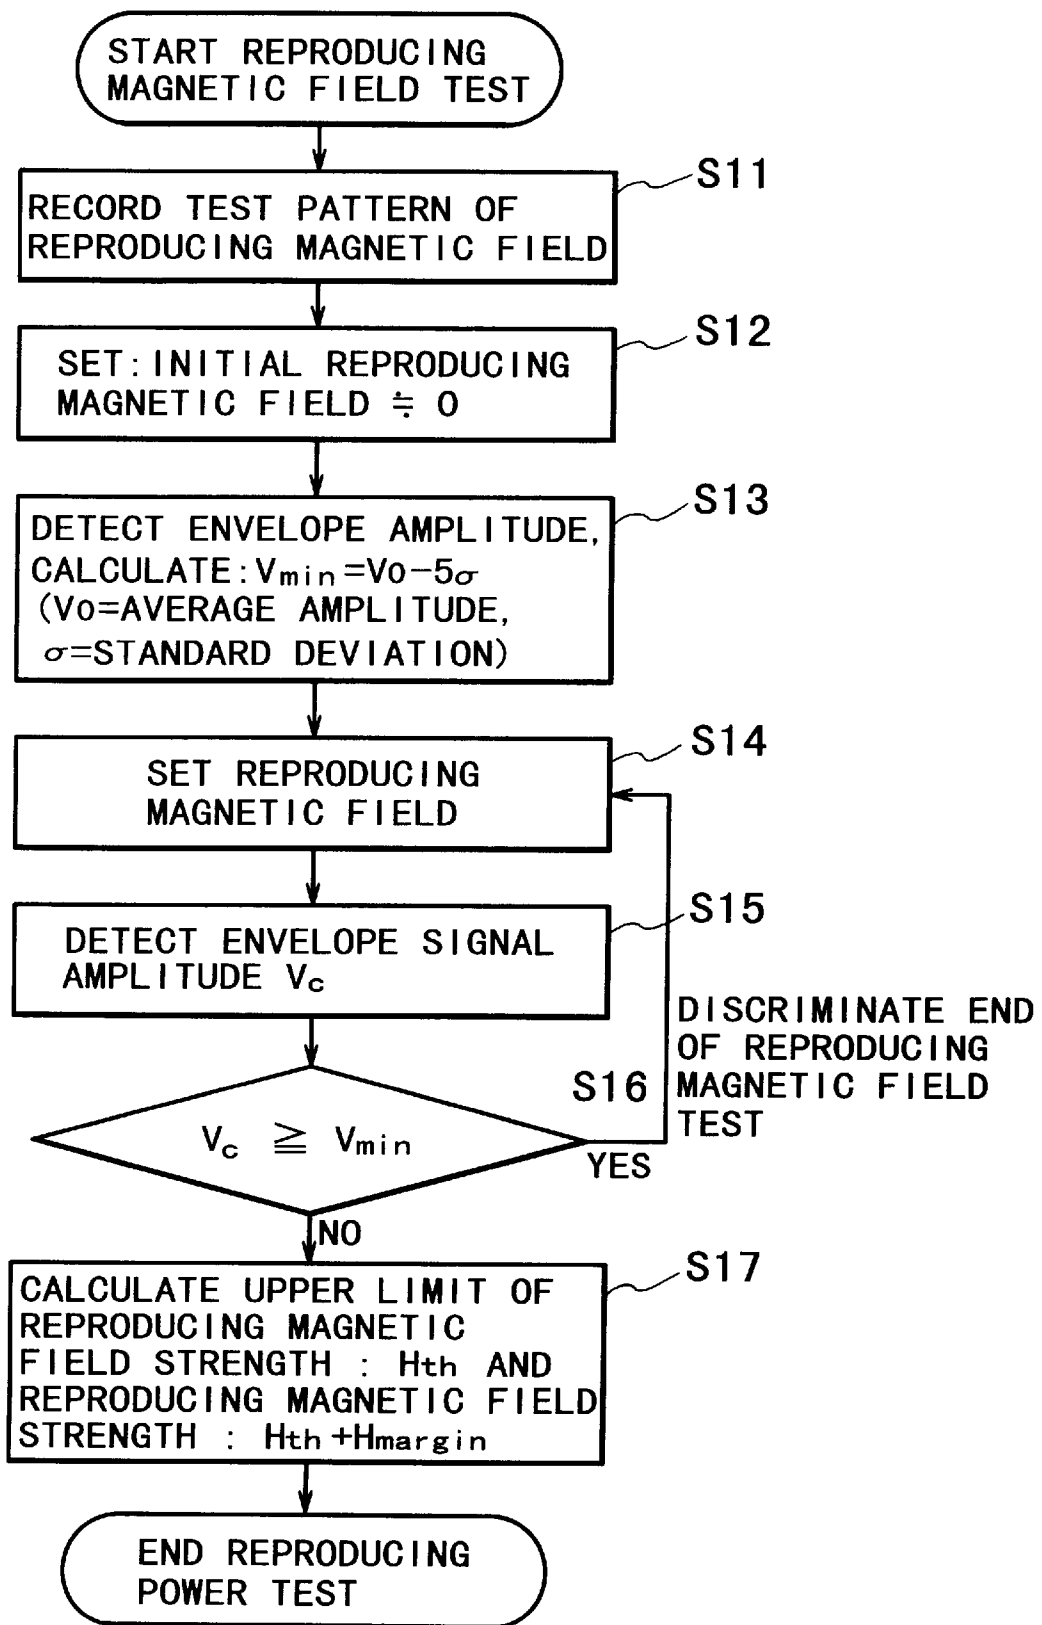 START REPRODUCING
MAGNETIC FIELD TEST
S11
RECORD TEST PATTERN OF
REPRODUCING MAGNETIC FIELD
S12
SET:INITIAL REPRODUCING
MAGNETIC FIELD ≒ 0
S13
DETECT ENVELOPE AMPLITUDE,
CALCULATE:Vmin=Vo-5σ
(Vo=AVERAGE AMPLITUDE,
σ=STANDARD DEVIATION)
S14
SET REPRODUCING
MAGNETIC FIELD
S15
DETECT ENVELOPE SIGNAL
AMPLITUDE Vc
DISCRIMINATE END
OF REPRODUCING
MAGNETIC FIELD
TEST
S16
Vc ≧ Vmin
YES
NO
S17
CALCULATE UPPER LIMIT OF
REPRODUCING MAGNETIC
FIELD STRENGTH : Hth AND
REPRODUCING MAGNETIC FIELD
STRENGTH : Hth+Hmargin
END REPRODUCING
POWER TEST